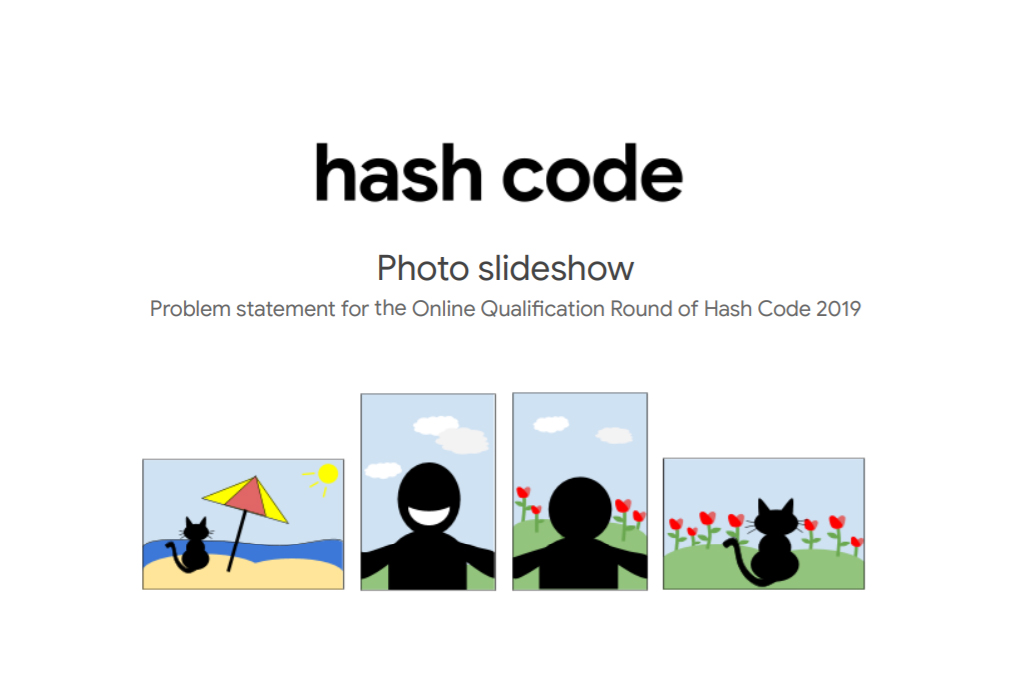 hash code
Photo slideshow
Problem statement for the Online Qualification Round of Hash Code 2019